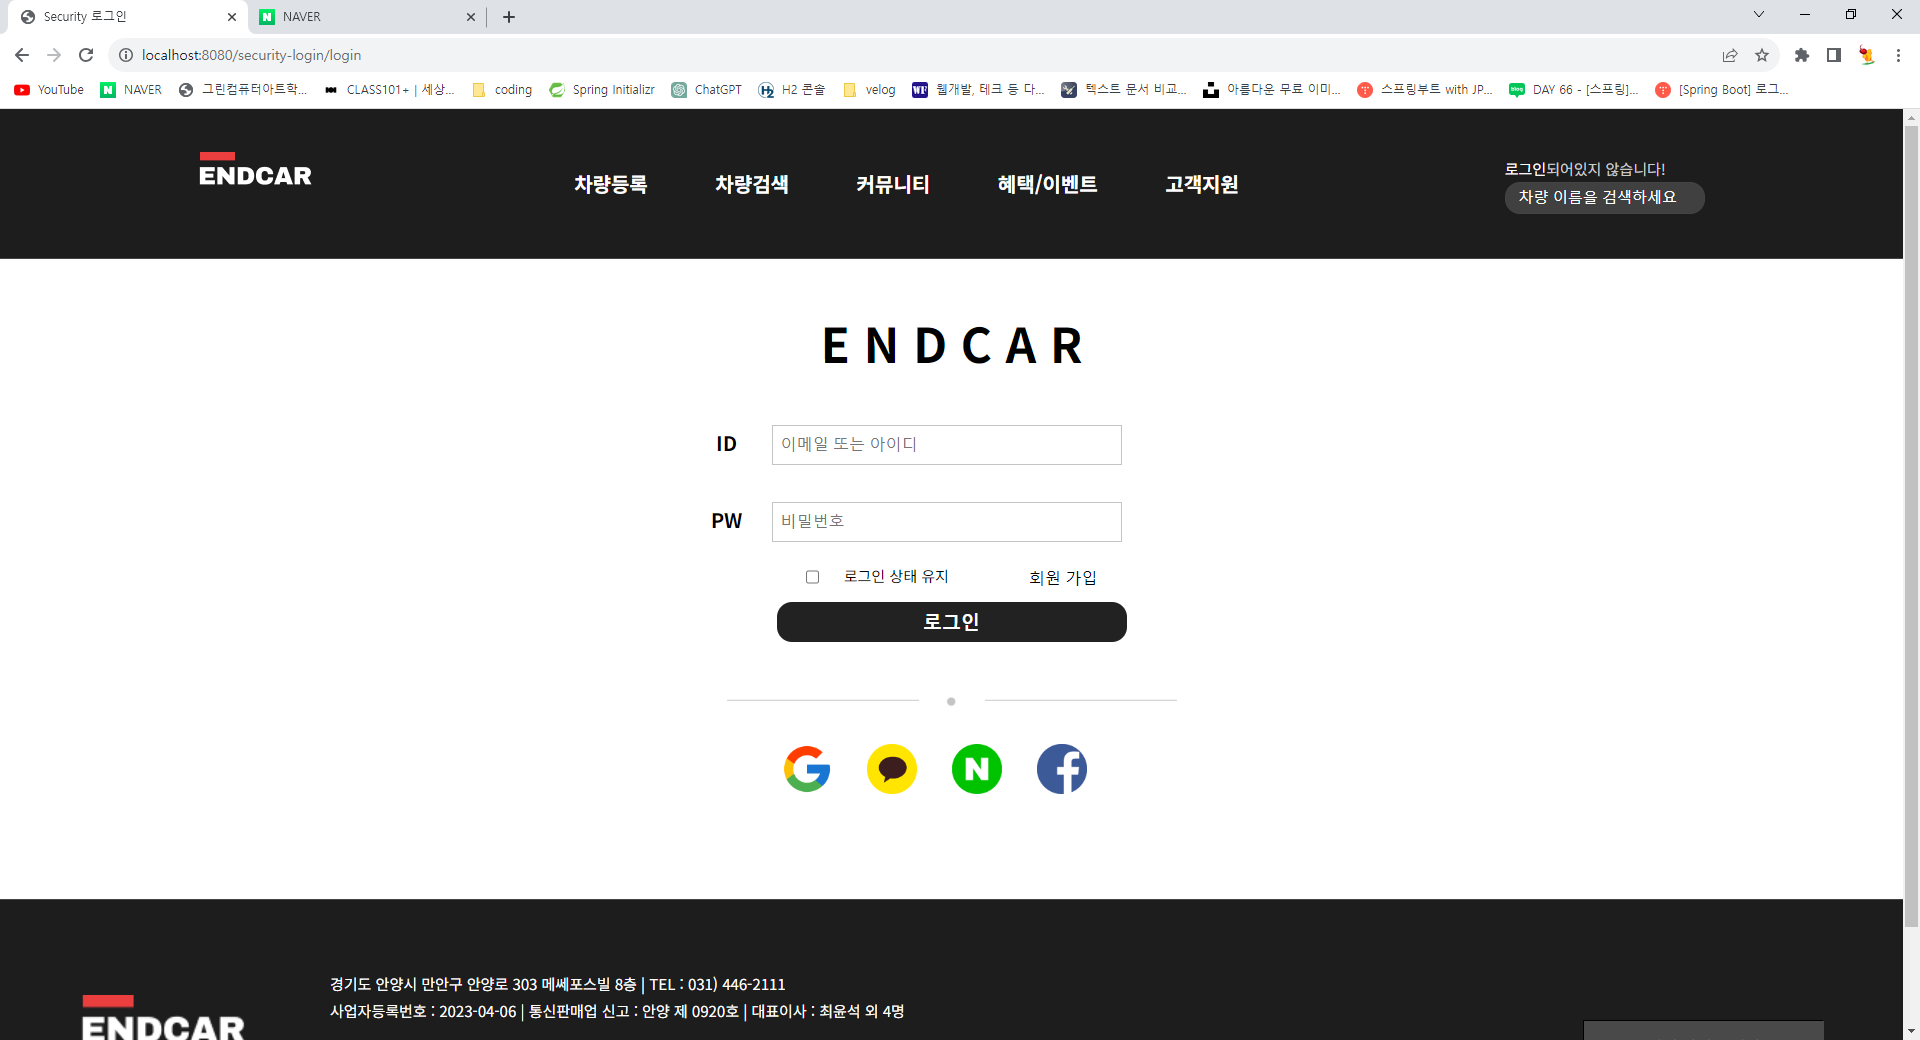 Security 로그인
NAVER
localhost:8080/security-login/login
YouTube NAVER 그린컴퓨터아트학... CLASS101+ | 세상... coding Spring Initializr ChatGPT H2 콘솔 velog 웹개발, 테크 등 다... 텍스트 문서 비교... 아름다운 무료 이미... 스프링부트 with JP... DAY 66 - [스프링]... [Spring Boot] 로그...
ENDCAR
차량등록 차량검색 커뮤니티 혜택/이벤트 고객지원
로그인되어있지 않습니다!
차량 이름을 검색하세요
ENDCAR
ID 이메일 또는 아이디
PW 비밀번호
로그인 상태 유지 회원 가입
로그인
경기도 안양시 만안구 안양로 303 메쎄포스빌 8층 | TEL : 031) 446-2111
사업자등록번호 : 2023-04-06 | 통신판매업 신고 : 안양 제 0920호 | 대표이사 : 최윤석 외 4명
ENDCAR